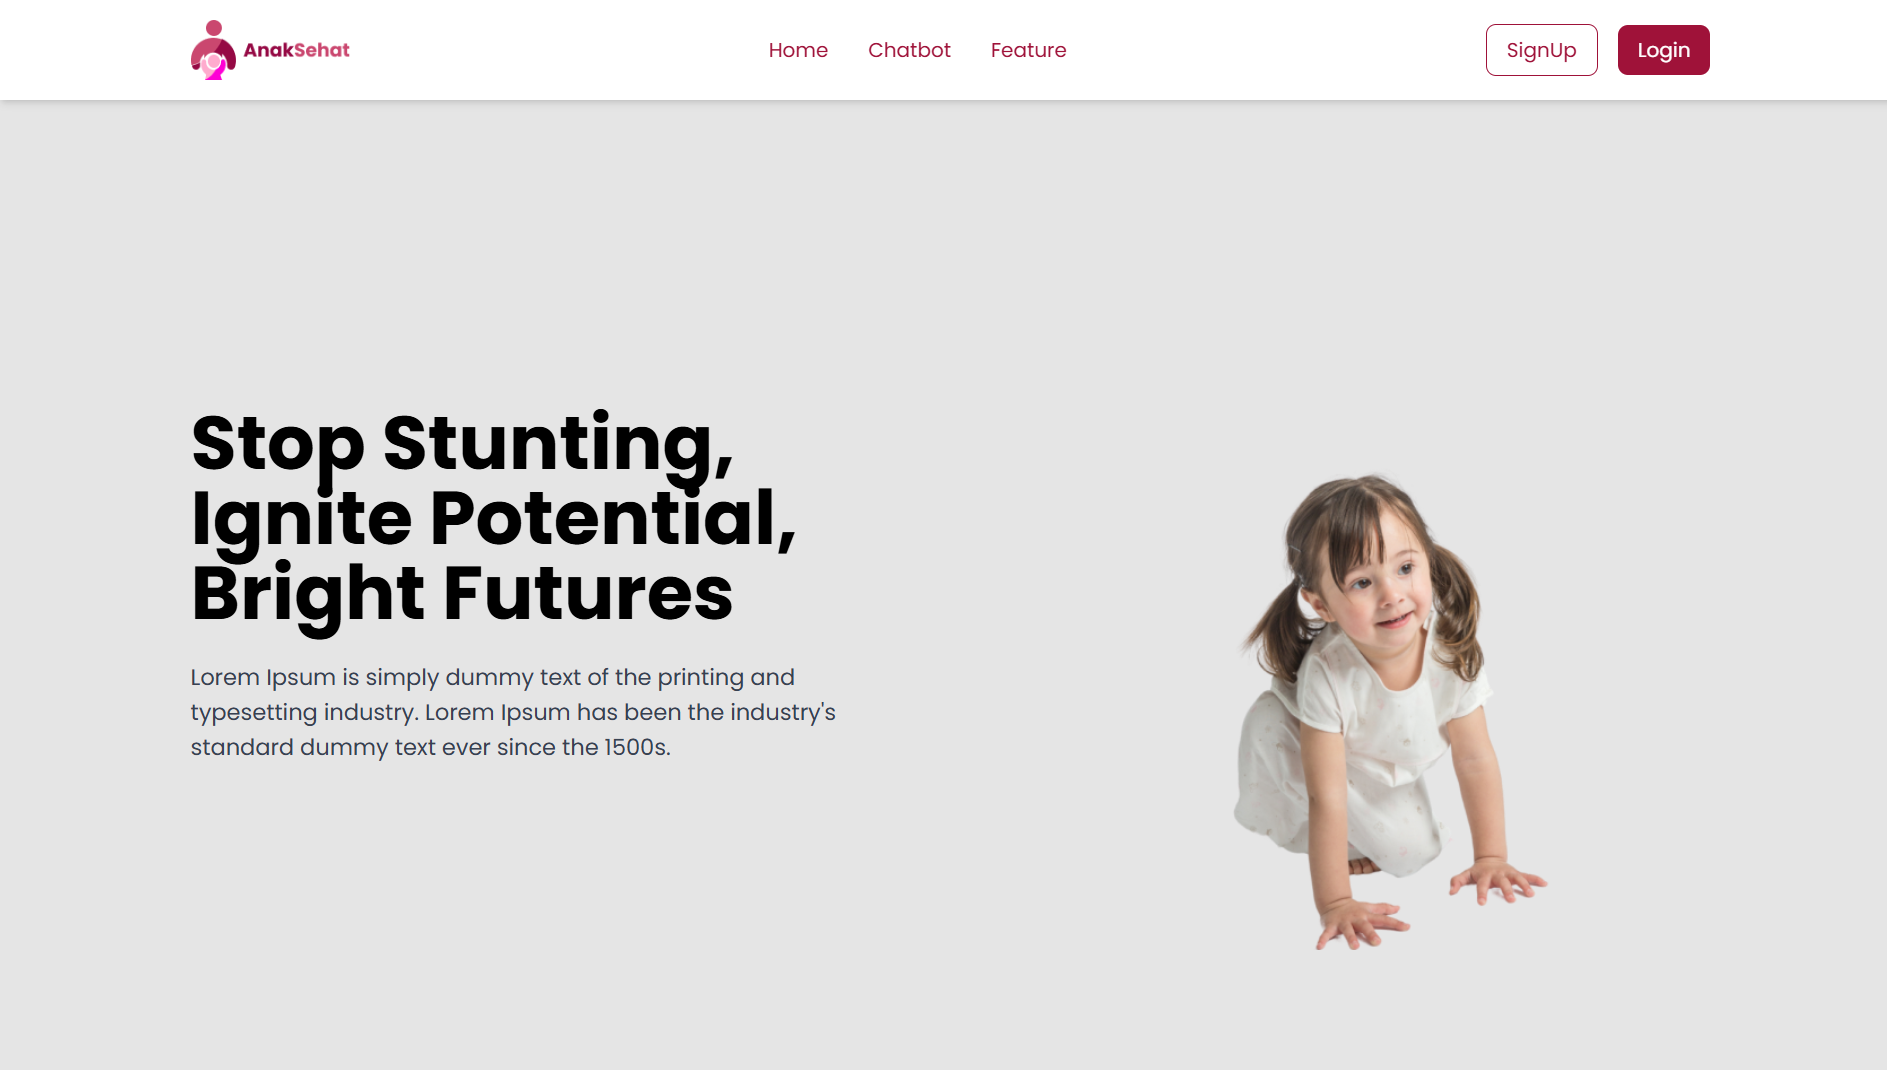 AnakSehat
Home
Chatbot
Feature
SignUp
Login
Stop Stunting,
Ignite Potential,
Bright Futures
Lorem Ipsum is simply dummy text of the printing and
typesetting industry. Lorem Ipsum has been the industry's
standard dummy text ever since the 1500s.